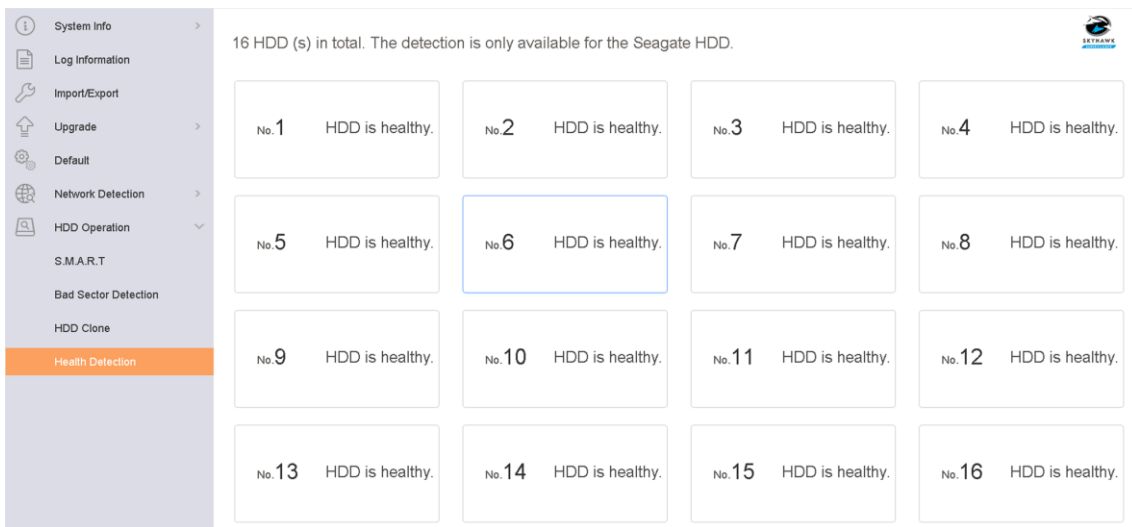 System Info
Log Information
Import/Export
Upgrade
Default
Network Detection
HDD Operation
S.M.A.R.T
Bad Sector Detection
HDD Clone
Health Detection
16 HDD (s) in total. The detection is only available for the Seagate HDD.
SKYHAWK
SURVEILLANCE
No.1 HDD is healthy. No.2 HDD is healthy. No.3 HDD is healthy. No.4 HDD is healthy.
No.5 HDD is healthy. No.6 HDD is healthy. No.7 HDD is healthy. No.8 HDD is healthy.
No.9 HDD is healthy. No.10 HDD is healthy. No.11 HDD is healthy. No.12 HDD is healthy.
No.13 HDD is healthy. No.14 HDD is healthy. No.15 HDD is healthy. No.16 HDD is healthy.